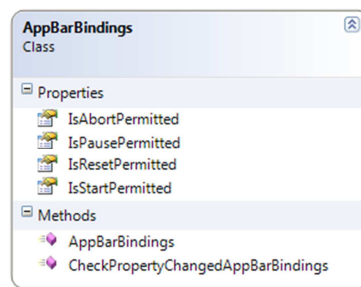 AppBarBindings
Class
Properties
IsAbortPermitted
IsPausePermitted
IsResetPermitted
IsStartPermitted
Methods
AppBarBindings
CheckPropertyChangedAppBarBindings